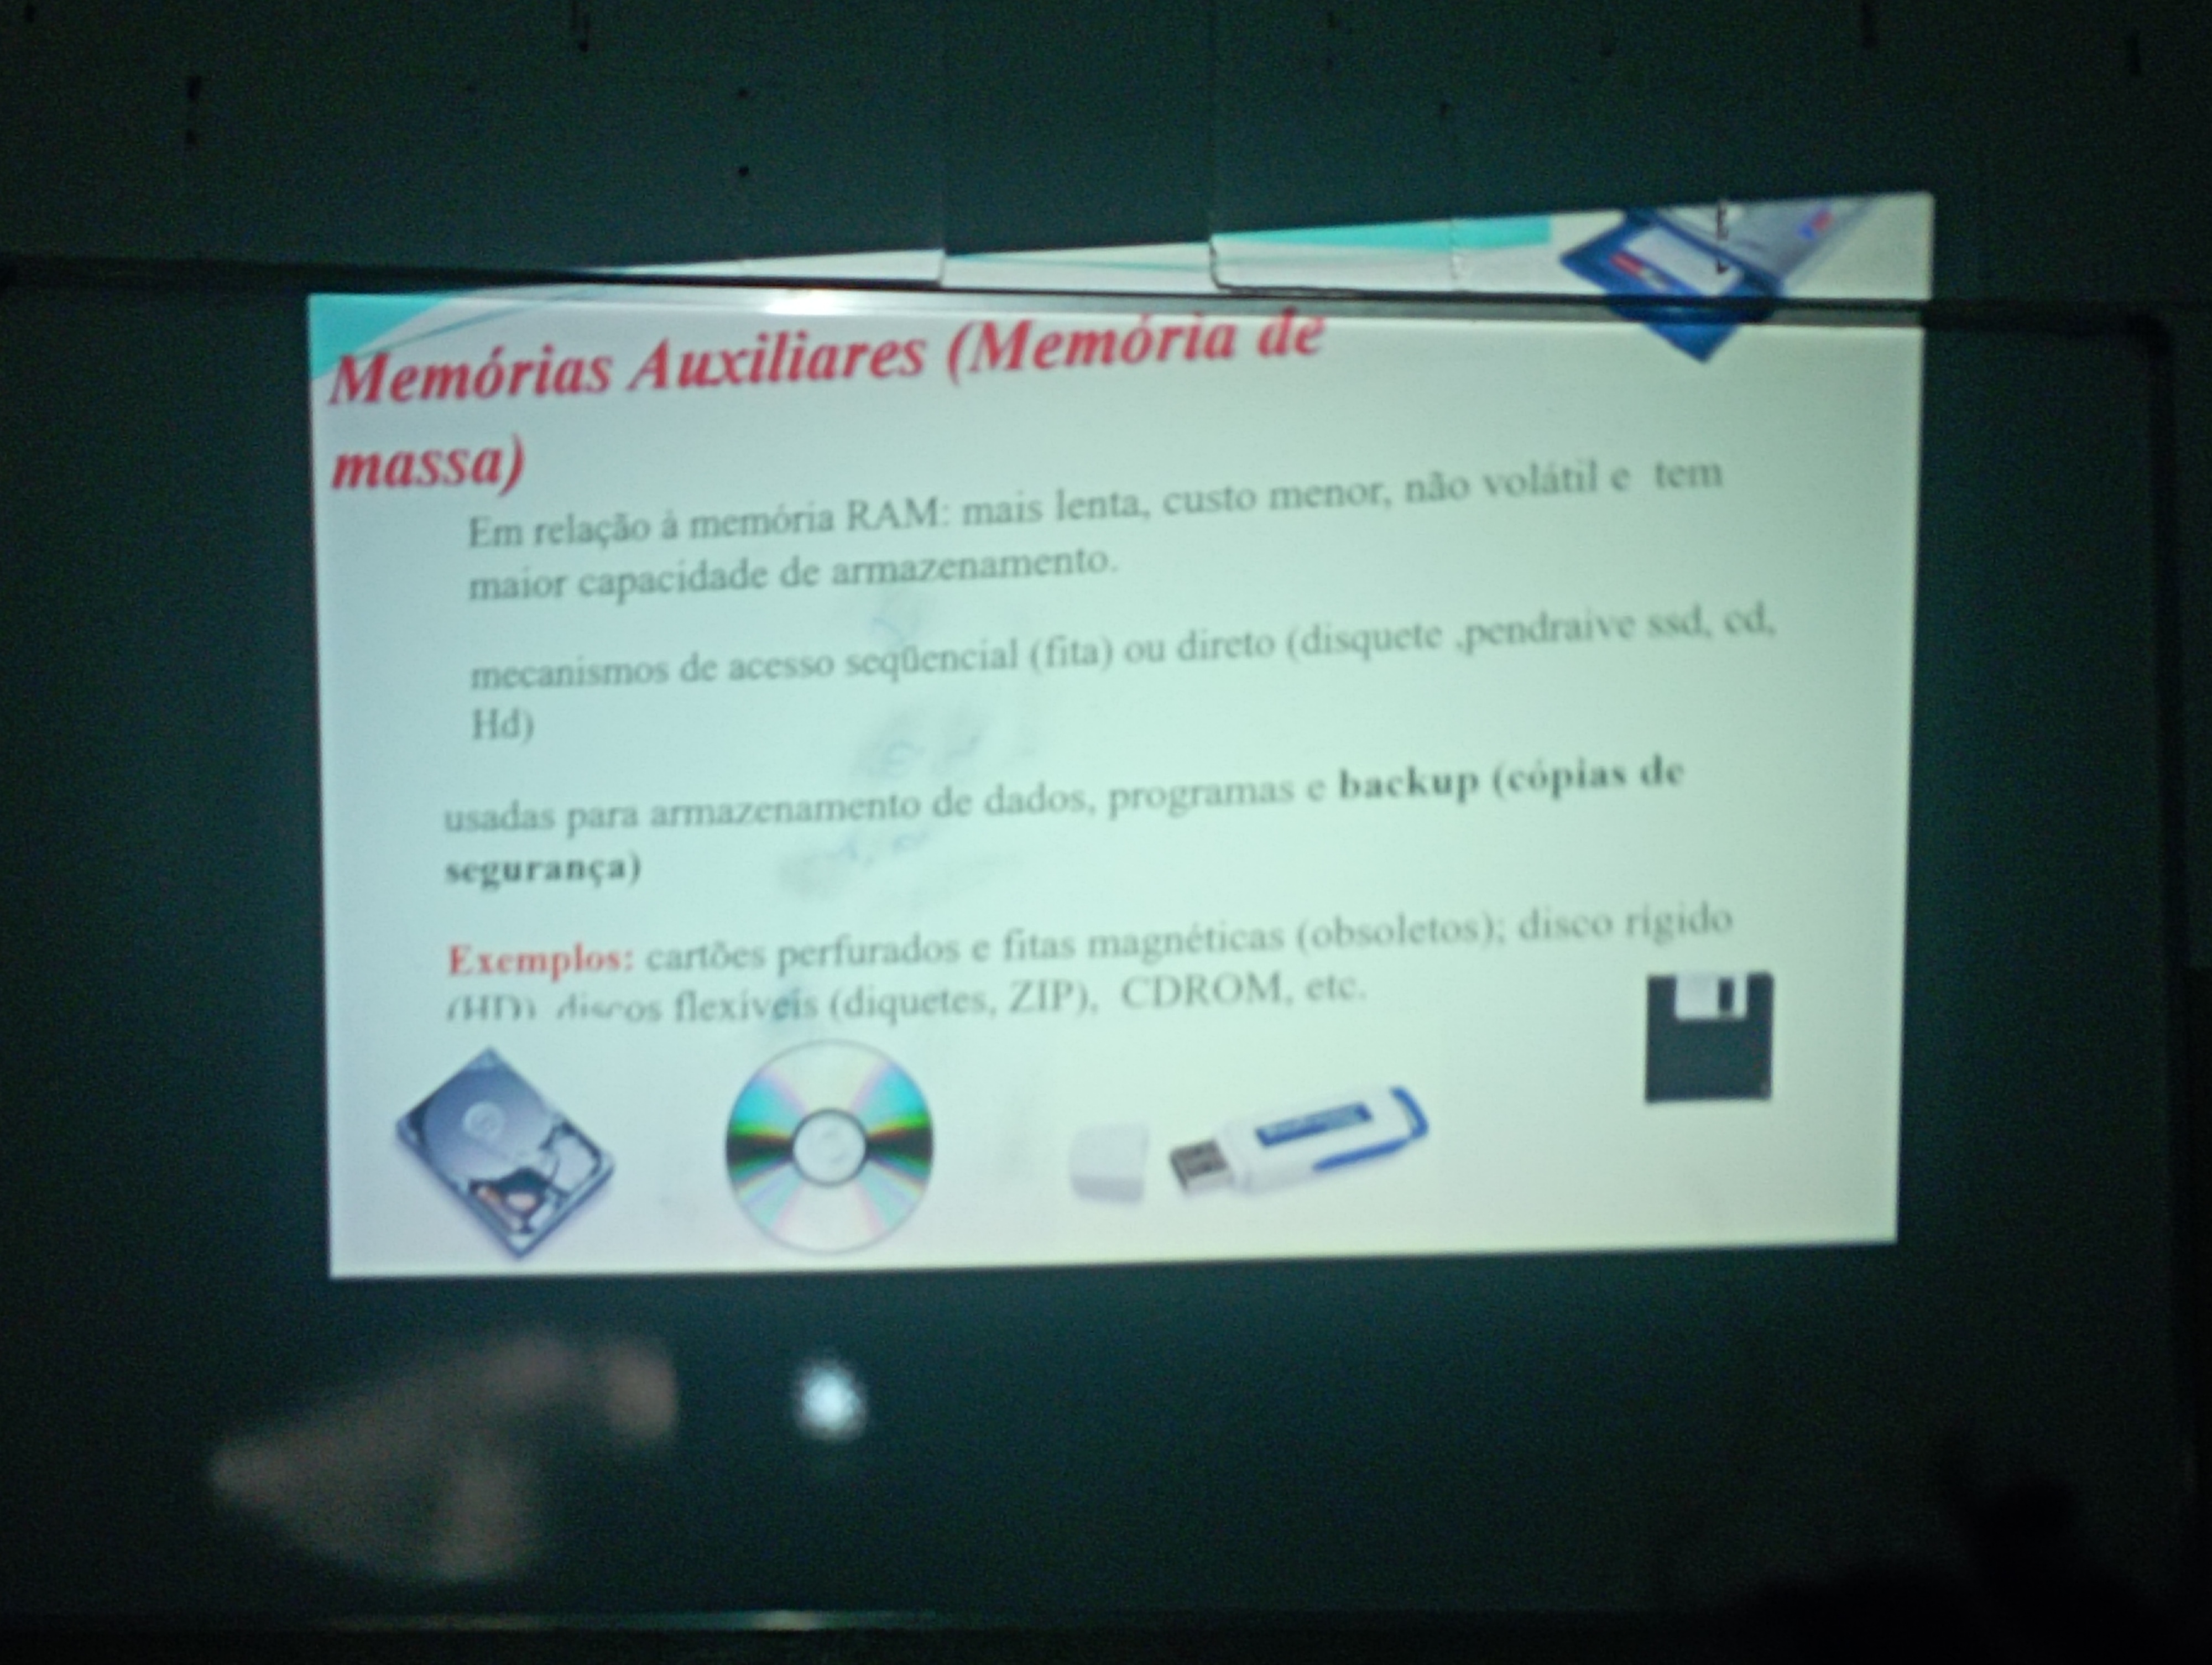 Memórias Auxiliares (Memória de
massa)
Em relação à memória RAM: mais lenta, custo menor, não volátil e tem
maior capacidade de armazenamento.
mecanismos de acesso seqüencial (fita) ou direto (disquete ,pendraive ssd, cd,
Hd)
usadas para armazenamento de dados, programas e backup (cópias de
segurança)
Exemplos: cartões perfurados e fitas magnéticas (obsoletos); disco rígido
(HD) discos flexíveis (diquetes, ZIP), CDROM, etc.